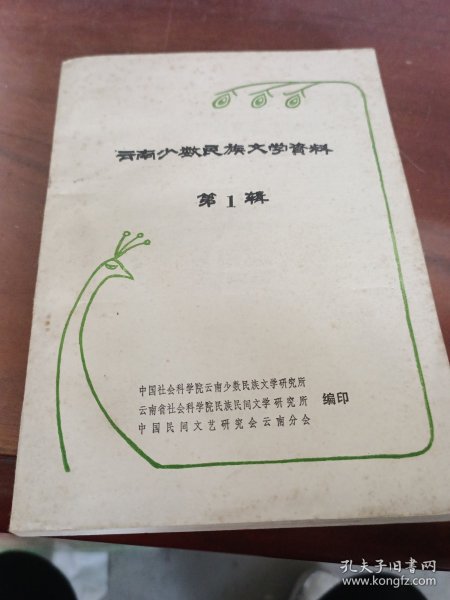 云南少数民族文学資料
第1辑
中国社会科学院云南少数民族文学研究所
云南省社会科学院民族民间文学研究所
中国民间文艺研究会云南分会
编印
孔夫子旧书网
www.kongfz.com